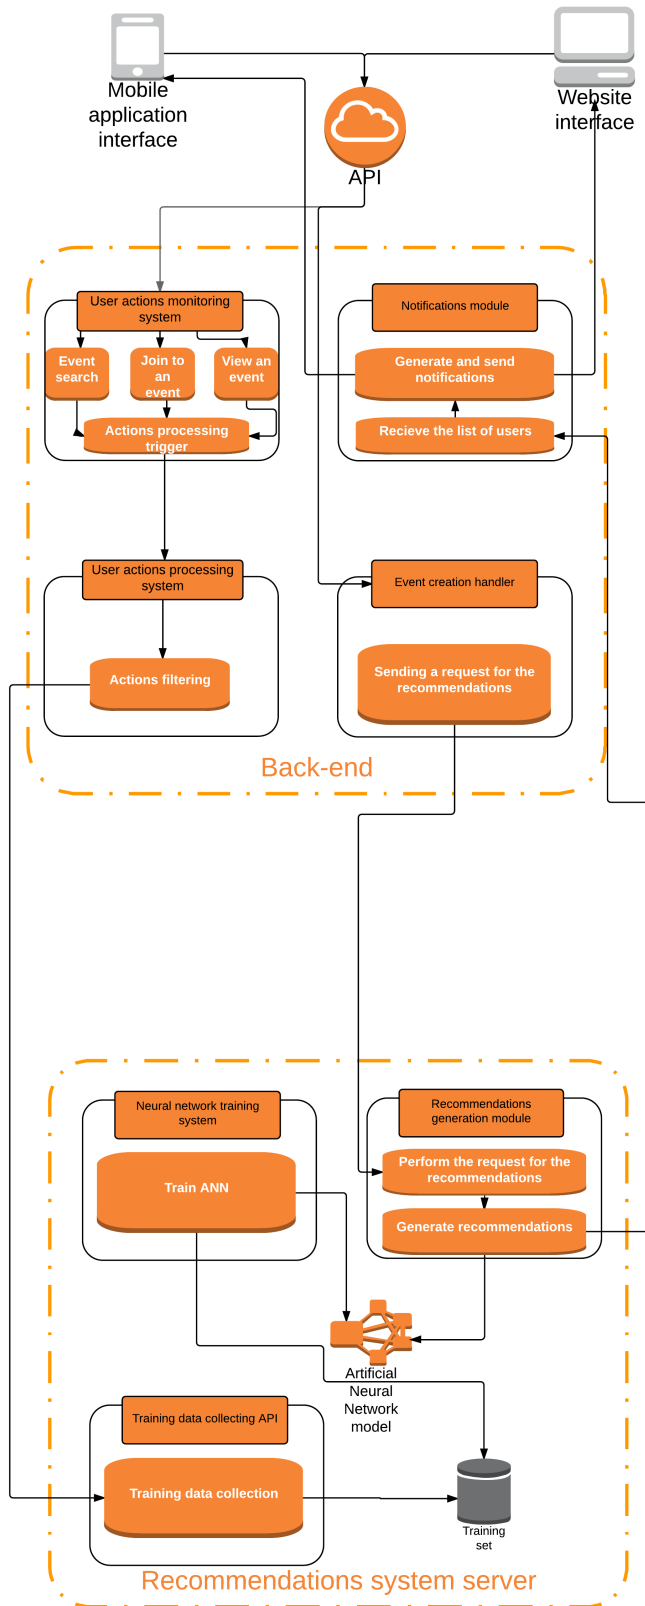 Mobile
application
interface
Website
interface
API
User actions monitoring
system
Event
search
Join to
an
event
View an
event
Actions processing
trigger
Notifications module
Generate and send
notifications
Recieve the list of users
User actions processing
system
Actions filtering
Event creation handler
Sending a request for the
recommendations
Back-end
Neural network training
system
Train ANN
Recommendations
generation module
Perform the request for the
recommendations
Generate recommendations
Artificial
Neural
Network
model
Training data collecting API
Training data collection
Training
set
Recommendations system server